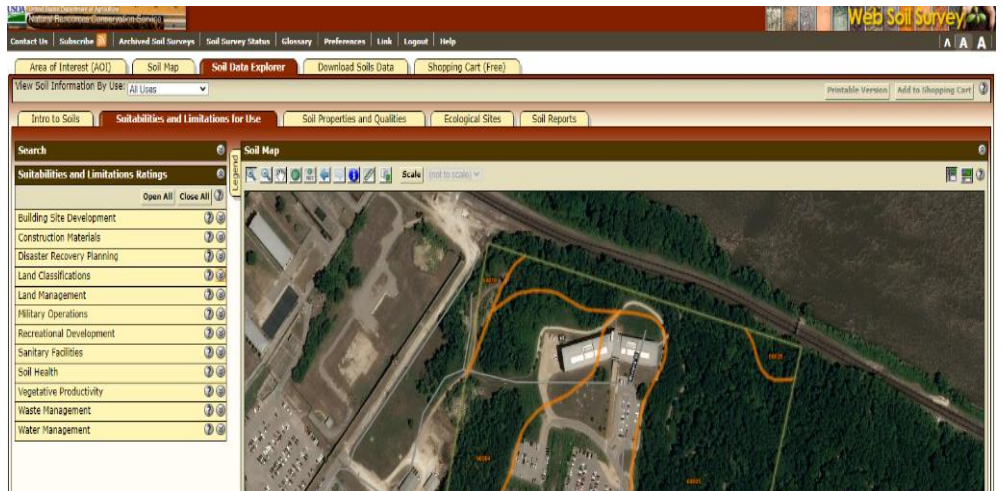 USDA United States Department of Agriculture
Natural Resources Conservation Service
Web Soil Survey
Contact Us | Subscribe | Archived Soil Surveys | Soil Survey Status | Glossary | Preferences | Link | Logout | Help
A A A
Area of Interest (AOI) Soil Map Soil Data Explorer Download Soils Data Shopping Cart (Free)
View Soil Information By Use: All Uses Printable Version Add to Shopping Cart
Intro to Soils Suitabilities and Limitations for Use Soil Properties and Qualities Ecological Sites Soil Reports
Search
Legend
Soil Map
Suitabilities and Limitations Ratings
Scale (not to scale)
Open All Close All
Building Site Development
Construction Materials
Disaster Recovery Planning
Land Classifications
Land Management
Military Operations
Recreational Development
Sanitary Facilities
Soil Health
Vegetative Productivity
Waste Management
Water Management